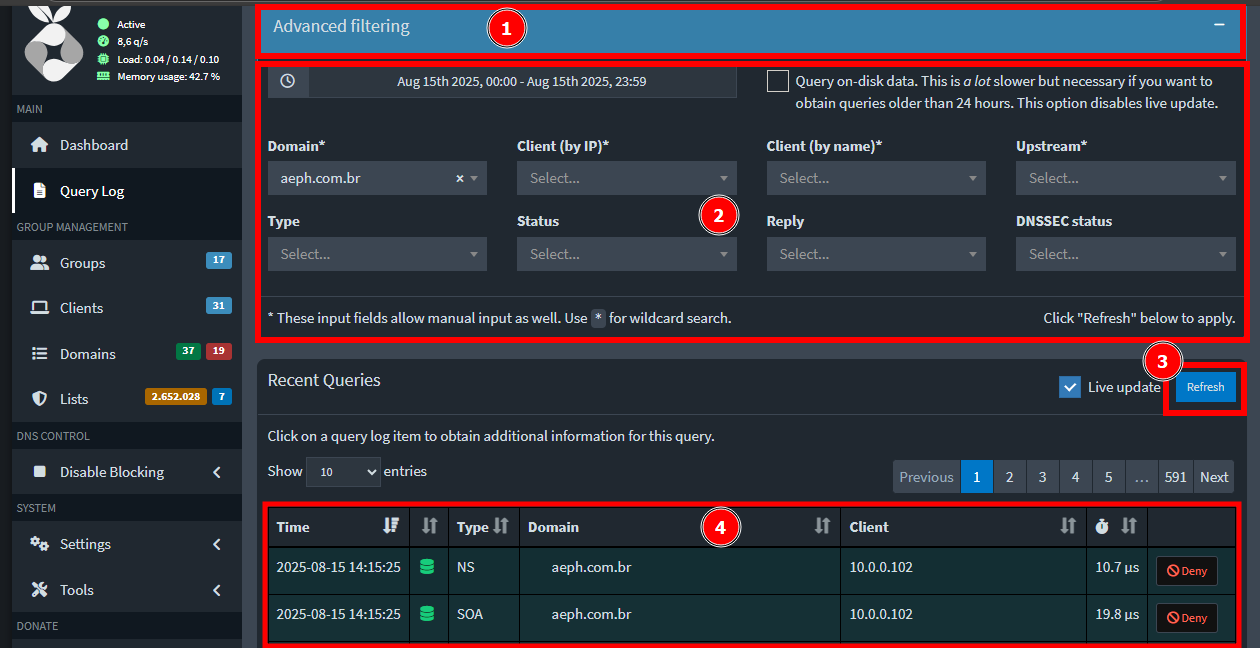 Active
8,6 q/s
Load: 0.04 / 0.14 / 0.10
Memory usage: 42.7 %
MAIN
Dashboard
Query Log
GROUP MANAGEMENT
Groups 17
Clients 31
Domains 37 19
Lists 2.652.028 7
DNS CONTROL
Disable Blocking
SYSTEM
Settings
Tools
DONATE
Advanced filtering 1
Aug 15th 2025, 00:00 - Aug 15th 2025, 23:59
Query on-disk data. This is a lot slower but necessary if you want to
obtain queries older than 24 hours. This option disables live update.
Domain* Client (by IP)* Client (by name)* Upstream*
aeph.com.br × Select... Select... Select...
2
Type Status Reply DNSSEC status
Select... Select... Select... Select...
* These input fields allow manual input as well. Use * for wildcard search. Click "Refresh" below to apply.
3
Recent Queries Live update Refresh
Click on a query log item to obtain additional information for this query.
Show 10 entries Previous 1 2 3 4 5 … 591 Next
Time Type Domain 4 Client
2025-08-15 14:15:25 NS aeph.com.br 10.0.0.102 10.7 µs Deny
2025-08-15 14:15:25 SOA aeph.com.br 10.0.0.102 19.8 µs Deny